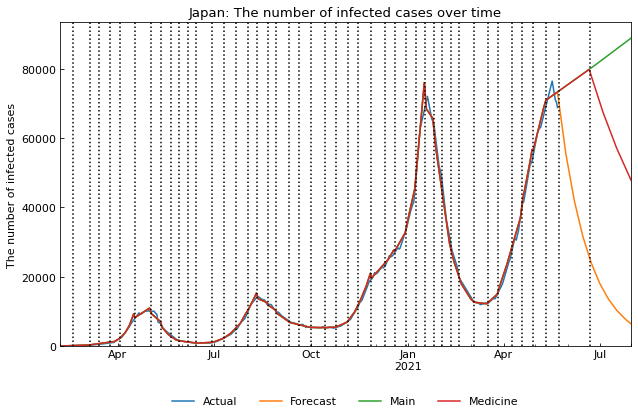 Japan: The number of infected cases over time
The number of infected cases
80000
60000
40000
20000
0
Apr
Jul
Oct
Jan
2021
Apr
Jul
Actual
Forecast
Main
Medicine